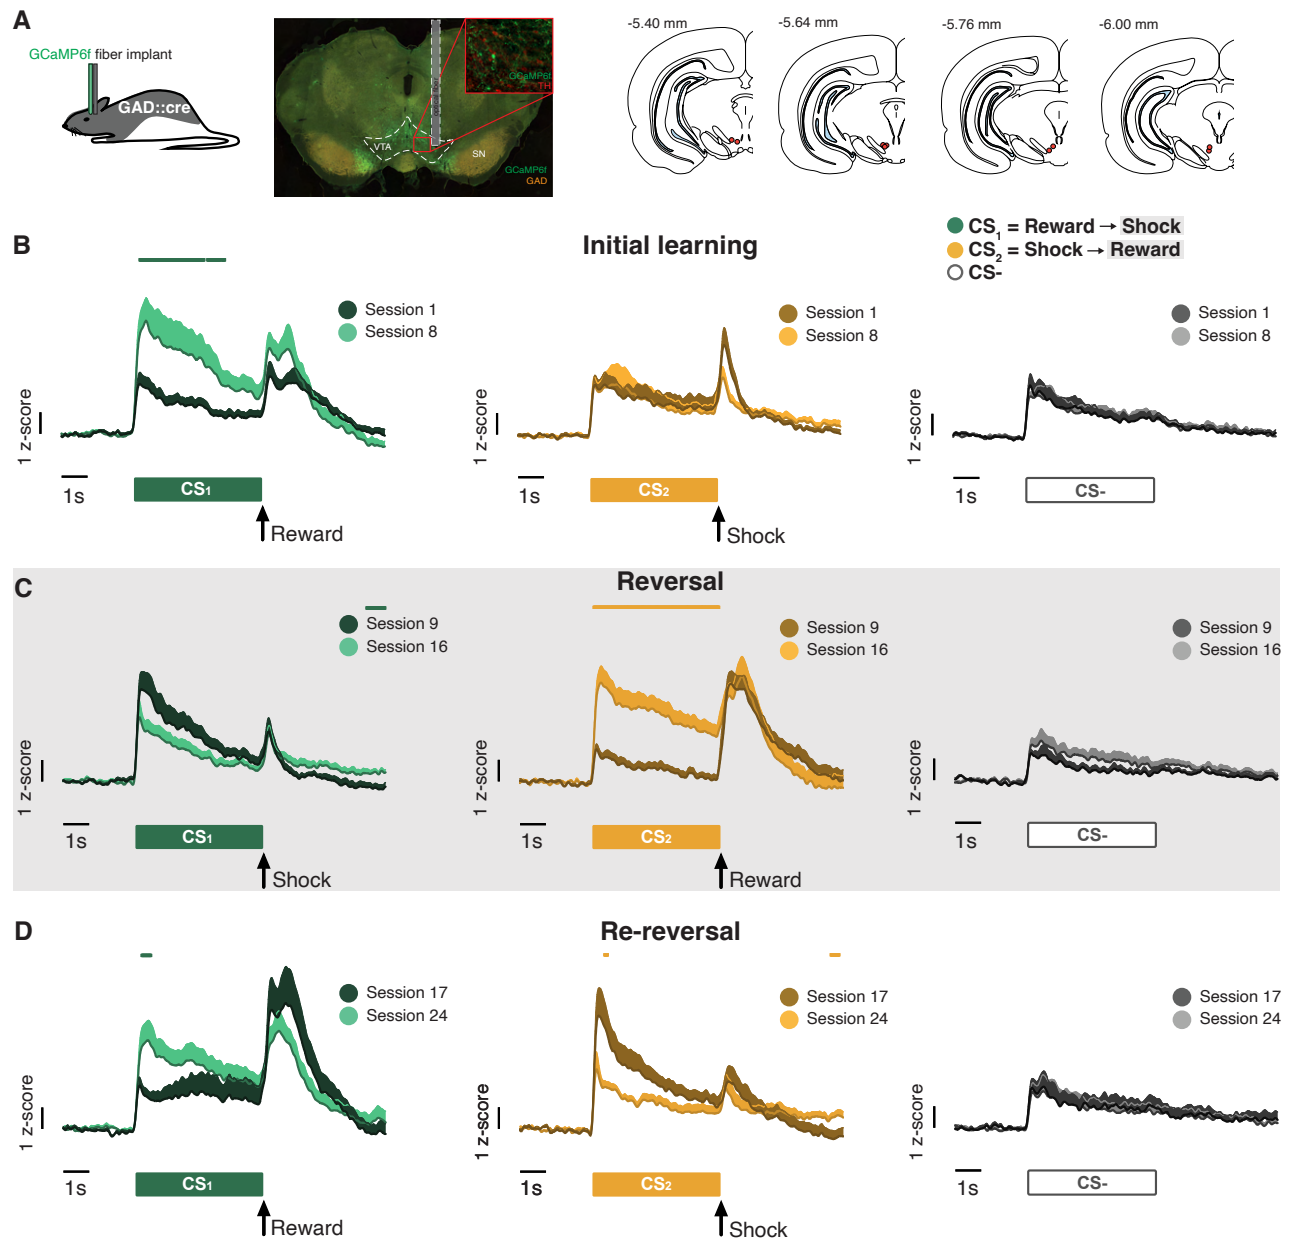 A
GCaMP6f fiber implant
GAD::cre
GCaMP6f
TH
VTA
SN
GCaMP6f
GAD
-5.40 mm
-5.64 mm
-5.76 mm
-6.00 mm
CS1 = Reward → Shock
CS2 = Shock → Reward
CS-
B
Initial learning
Session 1
Session 8
1 z-score
1s
CS1
Reward
Session 1
Session 8
1 z-score
1s
CS2
Shock
Session 1
Session 8
1 z-score
1s
CS-
C
Reversal
Session 9
Session 16
1 z-score
1s
CS1
Shock
Session 9
Session 16
1 z-score
1s
CS2
Reward
Session 9
Session 16
1 z-score
1s
CS-
D
Re-reversal
Session 17
Session 24
1 z-score
1s
CS1
Reward
Session 17
Session 24
1 z-score
1s
CS2
Shock
Session 17
Session 24
1 z-score
1s
CS-